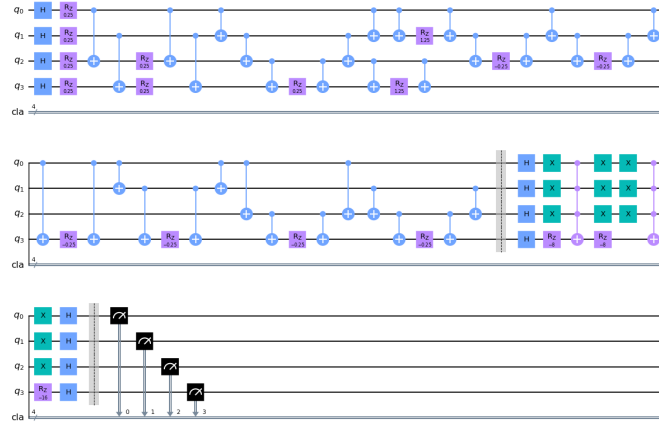 q0 H RZ 0.25
q1 H RZ 0.25 RZ 1.25
q2 H RZ 0.25 RZ 0.25 RZ −0.25 RZ −0.25
q3 H RZ 0.25 RZ 0.25 RZ 0.25 RZ 1.25
cla 4
q0 H X X X
q1 H X X X
q2 H X X X
q3 RZ −0.25 RZ −0.25 RZ −0.25 RZ −0.25 H RZ −8 RZ −8
cla 4
q0 X H
q1 X H
q2 X H
q3 RZ −16 H
cla 4 0 1 2 3